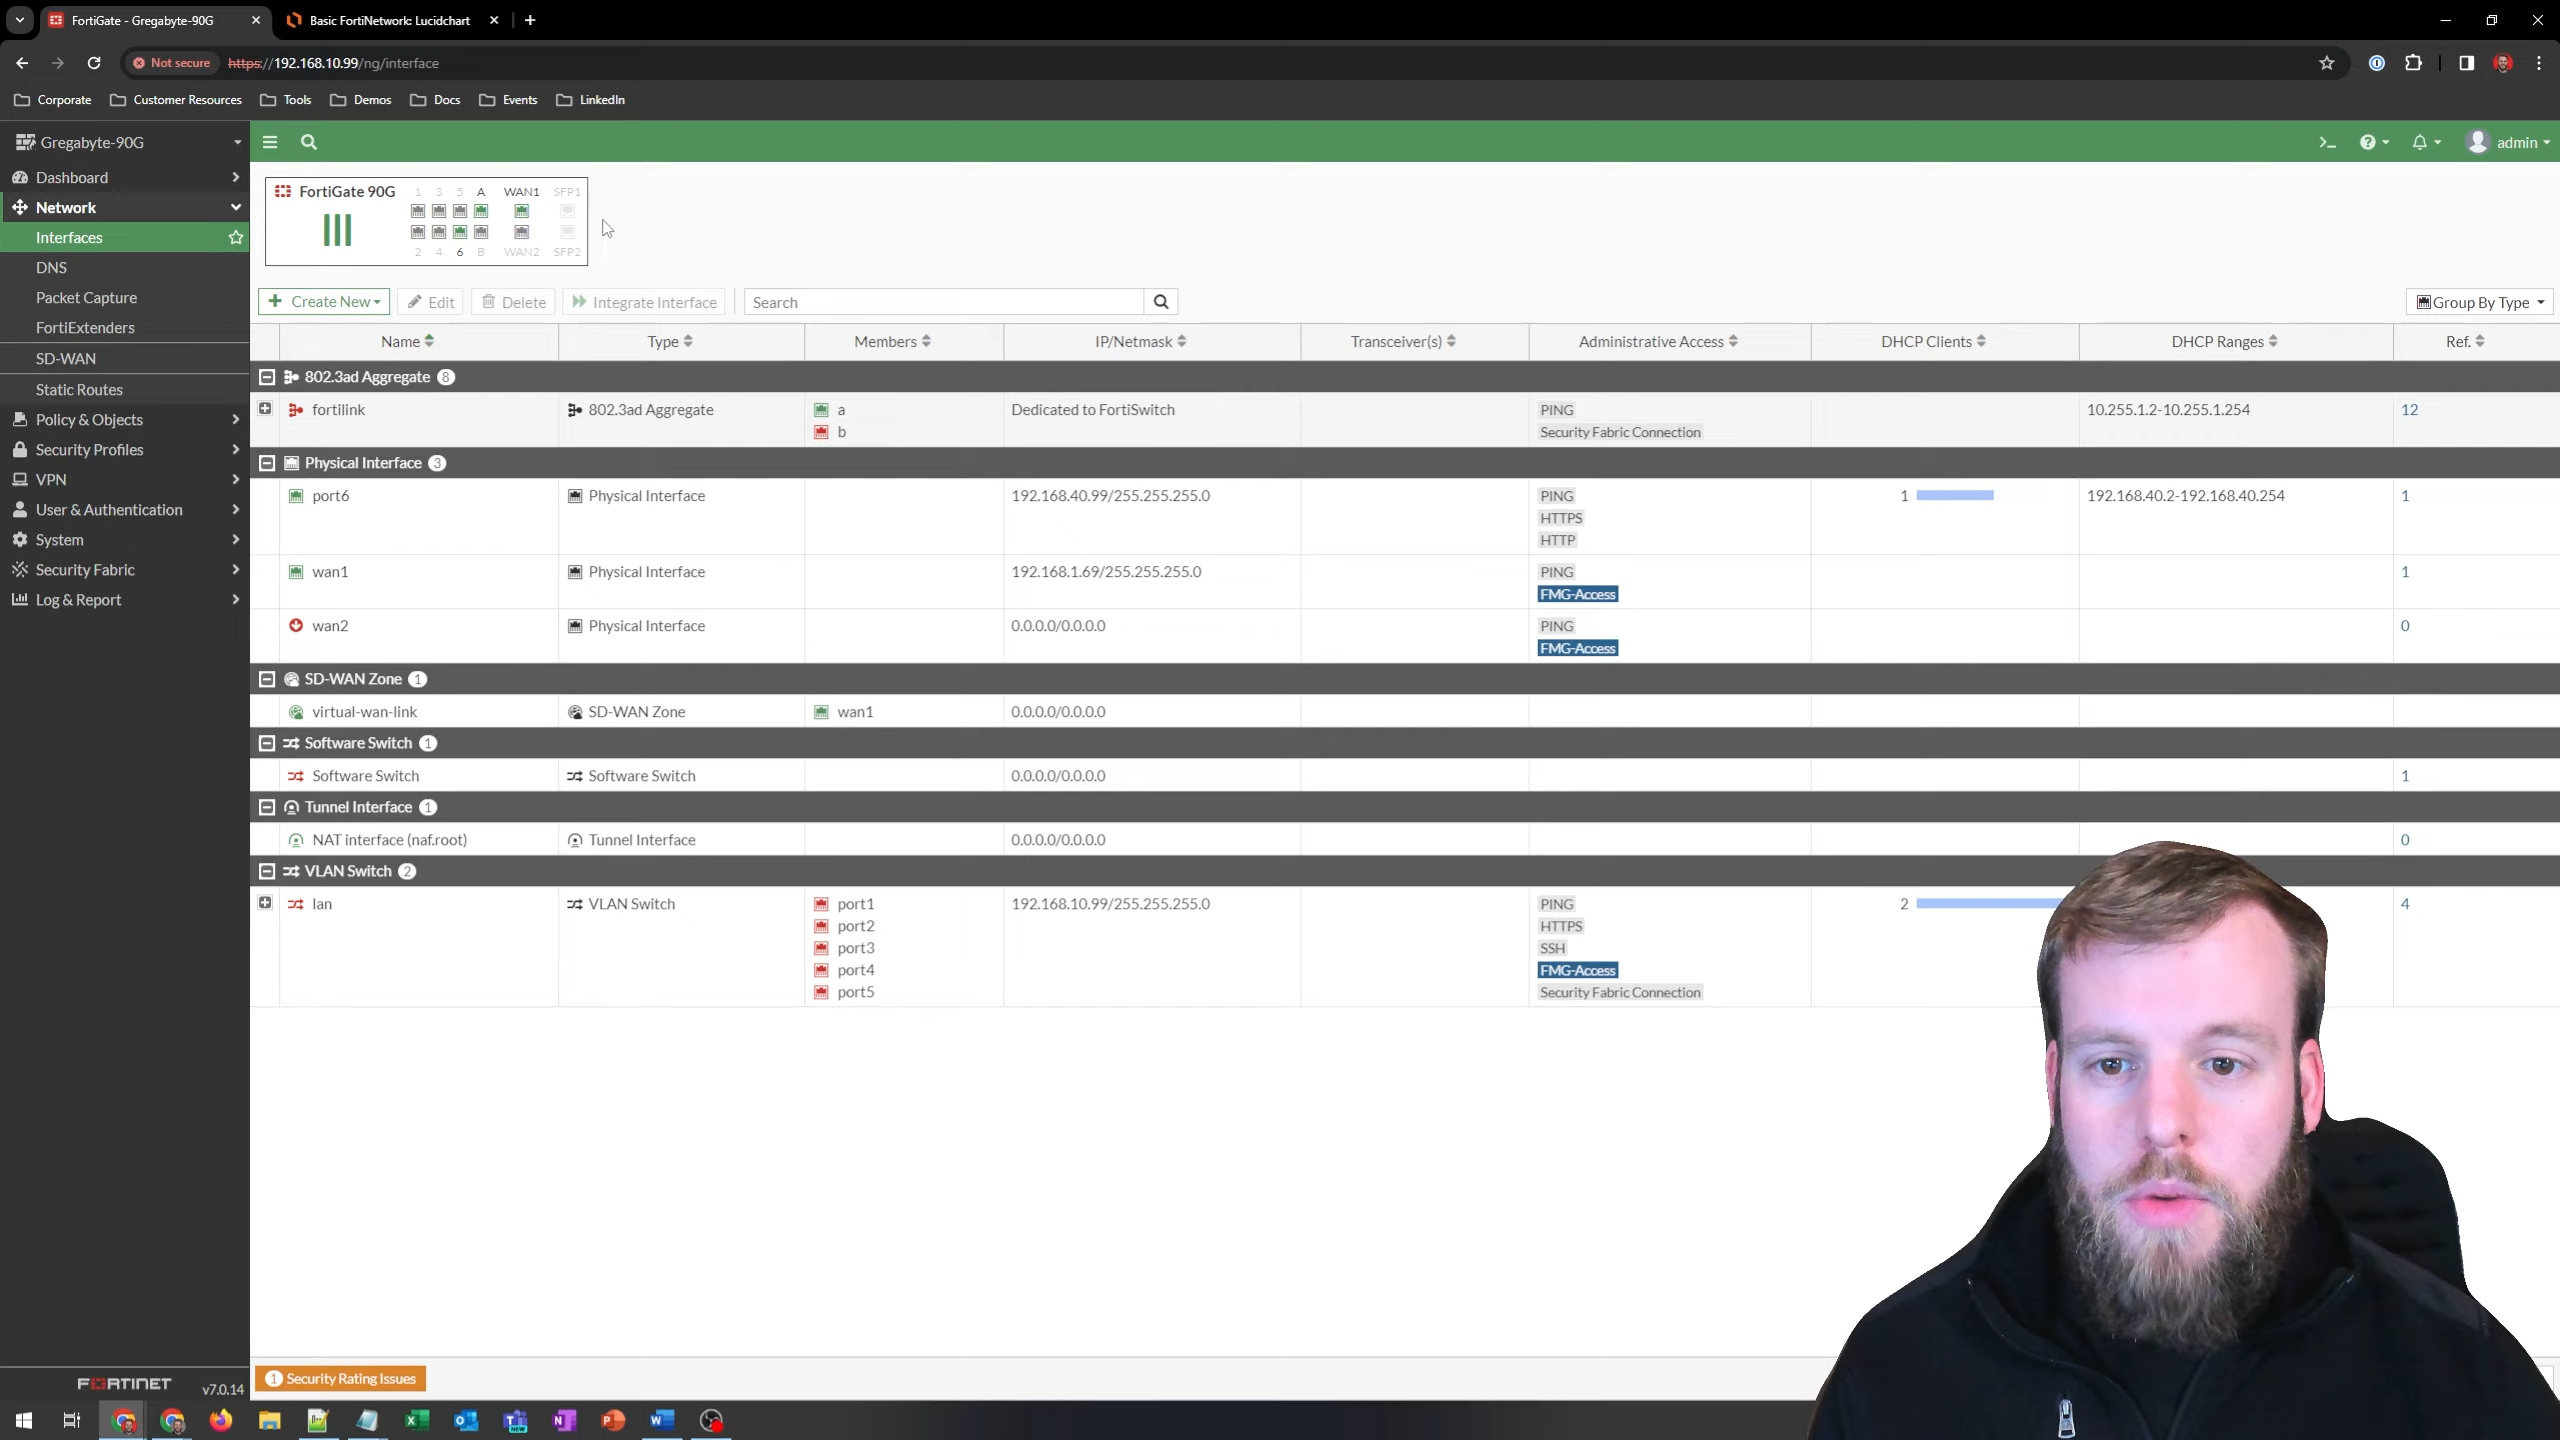 FortiGate - Gregabyte-90G
Basic FortiNetwork: Lucidchart
Not secure https://192.168.10.99/ng/interface
Corporate Customer Resources Tools Demos Docs Events LinkedIn
Gregabyte-90G
admin
Dashboard
Network
Interfaces
DNS
Packet Capture
FortiExtenders
SD-WAN
Static Routes
Policy & Objects
Security Profiles
VPN
User & Authentication
System
Security Fabric
Log & Report
FORTINET v7.0.14
FortiGate 90G 1 3 5 A WAN1 SFP1
2 4 6 B WAN2 SFP2
Create New Edit Delete Integrate Interface Search Group By Type
Name Type Members IP/Netmask Transceiver(s) Administrative Access DHCP Clients DHCP Ranges Ref.
802.3ad Aggregate 8
fortilink 802.3ad Aggregate a Dedicated to FortiSwitch PING 10.255.1.2-10.255.1.254 12
b Security Fabric Connection
Physical Interface 3
port6 Physical Interface 192.168.40.99/255.255.255.0 PING 1 192.168.40.2-192.168.40.254 1
HTTPS
HTTP
wan1 Physical Interface 192.168.1.69/255.255.255.0 PING 1
FMG-Access
wan2 Physical Interface 0.0.0.0/0.0.0.0 PING 0
FMG-Access
SD-WAN Zone 1
virtual-wan-link SD-WAN Zone wan1 0.0.0.0/0.0.0.0
Software Switch 1
Software Switch Software Switch 0.0.0.0/0.0.0.0 1
Tunnel Interface 1
NAT interface (naf.root) Tunnel Interface 0.0.0.0/0.0.0.0 0
VLAN Switch 2
lan VLAN Switch port1 192.168.10.99/255.255.255.0 PING 2 4
port2 HTTPS
port3 SSH
port4 FMG-Access
port5 Security Fabric Connection
1 Security Rating Issues